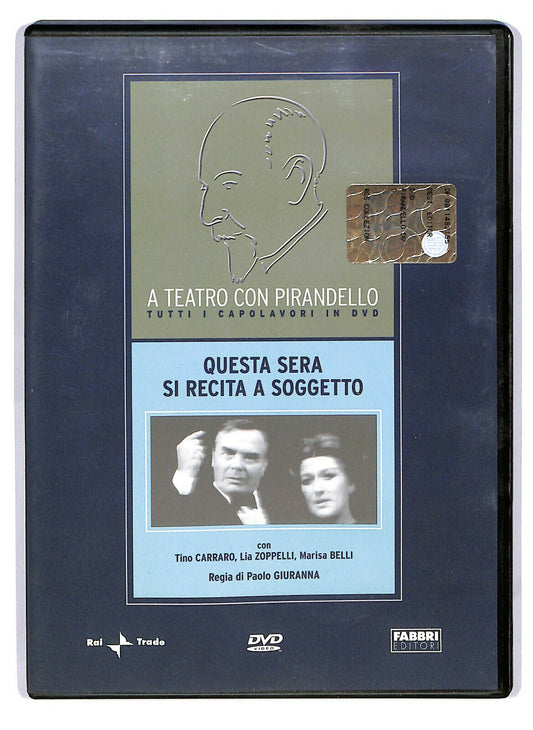 A TEATRO CON PIRANDELLO
TUTTI I CAPOLAVORI IN DVD
QUESTA SERA
SI RECITA A SOGGETTO
con
Tino CARRARO, Lia ZOPPELLI, Marisa BELLI
Regia di Paolo GIURANNA
Rai Trade
DVD
VIDEO
FABBRI
EDITORI